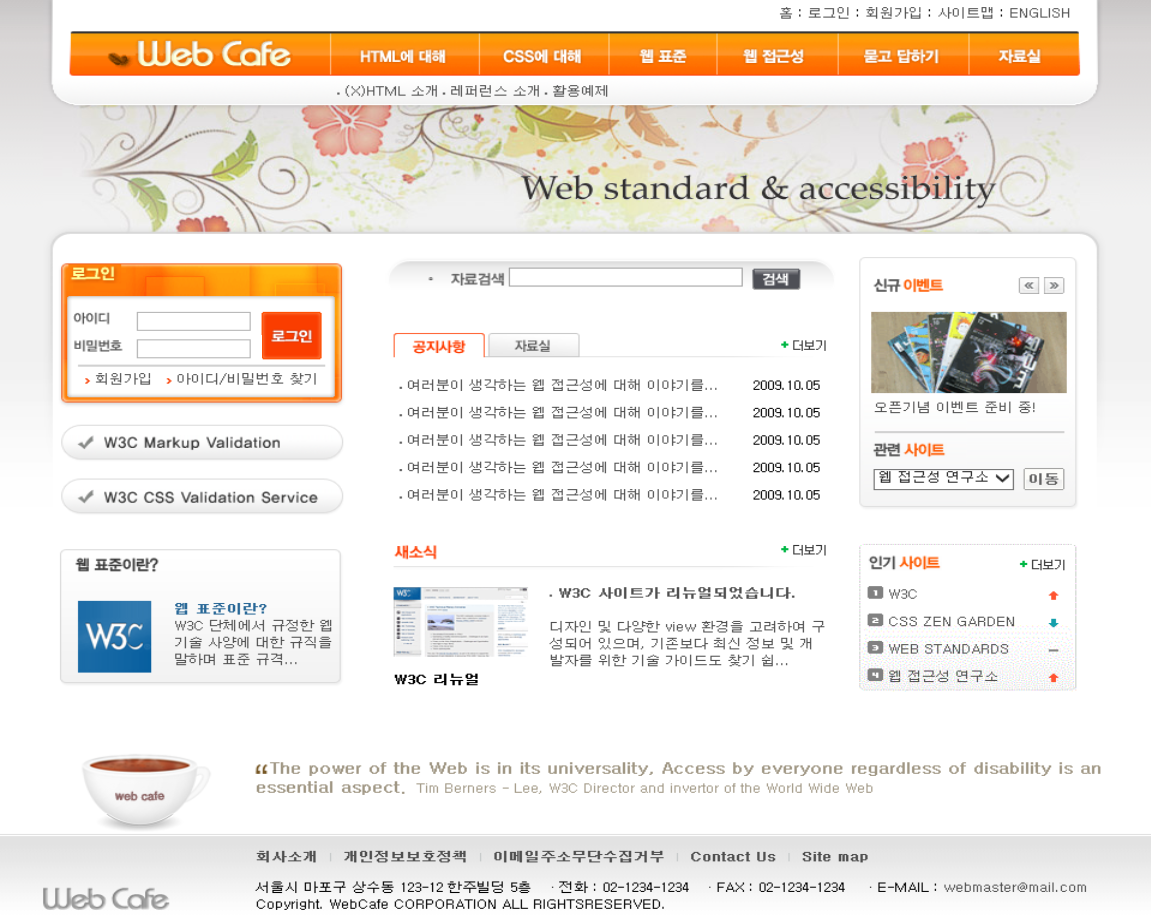 홈 : 로그인 : 회원가입 : 사이트맵 : ENGLISH
Web Cafe HTML에 대해 CSS에 대해 웹 표준 웹 접근성 묻고 답하기 자료실
. (X)HTML 소개 . 레퍼런스 소개 . 활용예제
Web standard & accessibility
로그인
아이디
비밀번호
로그인
회원가입 아이디/비밀번호 찾기
W3C Markup Validation
W3C CSS Validation Service
웹 표준이란?
W3C
웹 표준이란?
W3C 단체에서 규정한 웹
기술 사양에 대한 규칙을
말하며 표준 규격...
자료검색 검색
공지사항 자료실 + 더보기
. 여러분이 생각하는 웹 접근성에 대해 이야기를... 2009.10.05
. 여러분이 생각하는 웹 접근성에 대해 이야기를... 2009.10.05
. 여러분이 생각하는 웹 접근성에 대해 이야기를... 2009.10.05
. 여러분이 생각하는 웹 접근성에 대해 이야기를... 2009.10.05
. 여러분이 생각하는 웹 접근성에 대해 이야기를... 2009.10.05
새소식 + 더보기
W3C
W3C 리뉴얼
. W3C 사이트가 리뉴얼되었습니다.
디자인 및 다양한 view 환경을 고려하여 구
성되어 있으며, 기존보다 최신 정보 및 개
발자를 위한 기술 가이드도 찾기 쉽...
신규 이벤트 « »
오픈기념 이벤트 준비 중!
관련 사이트
웹 접근성 연구소 이동
인기 사이트 + 더보기
1 W3C
2 CSS ZEN GARDEN
3 WEB STANDARDS
4 웹 접근성 연구소
web cafe
“The power of the Web is in its universality, Access by everyone regardless of disability is an
essential aspect. Tim Berners - Lee, W3C Director and invertor of the World Wide Web
회사소개 | 개인정보보호정책 | 이메일주소무단수집거부 | Contact Us | Site map
Web Cafe
서울시 마포구 상수동 123-12 한주빌딩 5층 · 전화 : 02-1234-1234 · FAX : 02-1234-1234 · E-MAIL : webmaster@mail.com
Copyright. WebCafe CORPORATION ALL RIGHTSRESERVED.